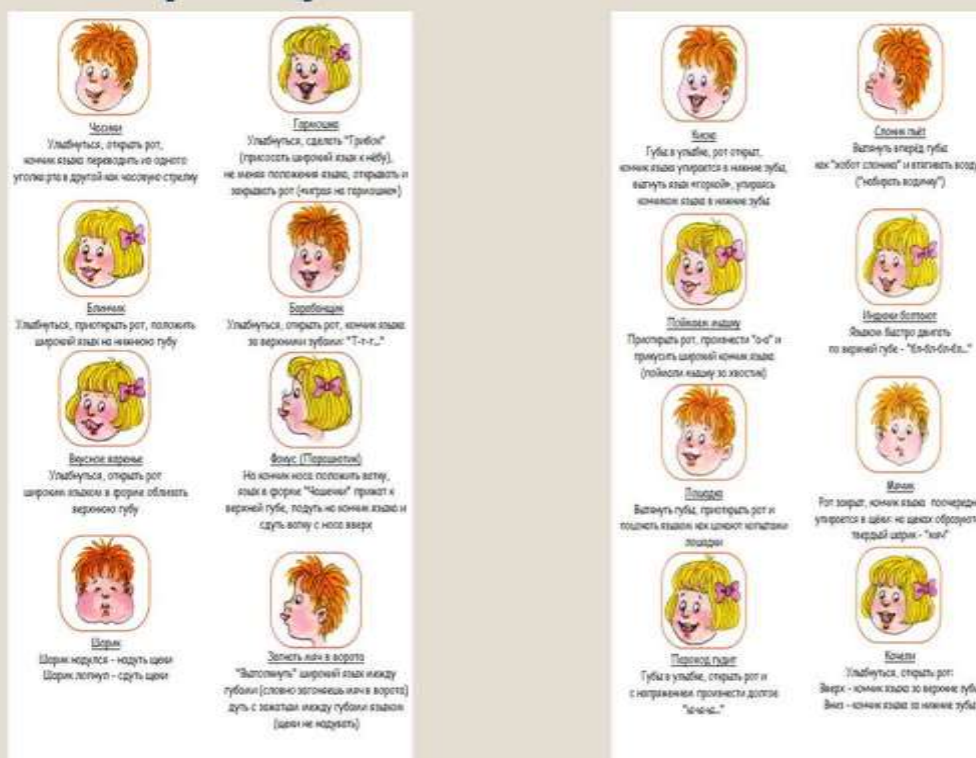 Часики
Улыбнуться, открыть рот,
кончик языка переводить из одного
уголка рта в другой как часовую стрелку
Гармошка
Улыбнуться, сделать "Грибок"
(присосать широкий язык к нёбу),
не меняя положения языка, открывать и
закрывать рот («играя на гармошке»)
Блинчик
Улыбнуться, приоткрыть рот, положить
широкий язык на нижнюю губу
Барабанщик
Улыбнуться, открыть рот, кончик языка
за верхними зубами: "Т-т-т..."
Вкусное варенье
Улыбнуться, открыть рот
широким языком в форме облизать
верхнюю губу
Фокус (Парашютик)
На кончик носа положить ватку,
язык в форме "Чашечки" прижат к
верхней губе, подуть на кончик языка и
сдуть ватку с носа вверх
Шарик
Шарик надулся - надуть щеки
Шарик лопнул - сдуть щеки
Загнать мяч в ворота
"Вытолкнуть" широкий язык между
губами (словно загоняешь мяч в ворота)
дуть с зажатым между губами языком
(щеки не надувать)
Киска
Губы в улыбке, рот открыт,
кончик языка упирается в нижние зубы,
выгнуть язык «горкой», упираясь
кончиком языка в нижние зубы
Слоник пьёт
Вытянуть вперёд губы
как "хобот слоника" и втягивать возду
("набирать водичку")
Поймаем мышку
Приоткрыть рот, произнести "а-а" и
прикусить широкий кончик языка
(поймали мышку за хвостик)
Индюки болтают
Языком быстро двигать
по верхней губе - "бл-бл-бл-бл..."
Лошадка
Вытянуть губы, приоткрыть рот и
поцокать языком как цокают копытами
лошадки
Мячик
Рот закрыт, кончик языка поочередн
упирается в щёки: на щеках образуютс
твердый шарик - "мяч"
Пароход гудит
Губы в улыбке, открыть рот и
с напряжением произнести долгое
Качели
Улыбнуться, открыть рот:
Вверх - кончик языка за верхние зубы
Вниз - кончик языка за нижние зубы